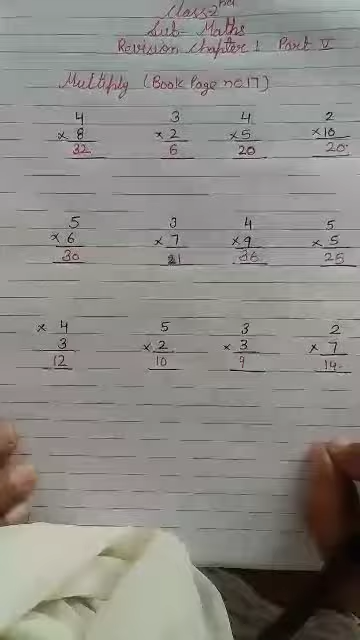 Class-2nd
Sub- Maths
Revision Chapter 1 Part V
Multiply (Book Page no.17)
4 3 4 2
× 8 × 2 × 5 × 10
32 6 20 20
5 3 4 5
× 6 × 7 × 9 × 5
30 21 36 25
× 4 5 3 2
3 × 2 × 3 × 7
12 10 9 14